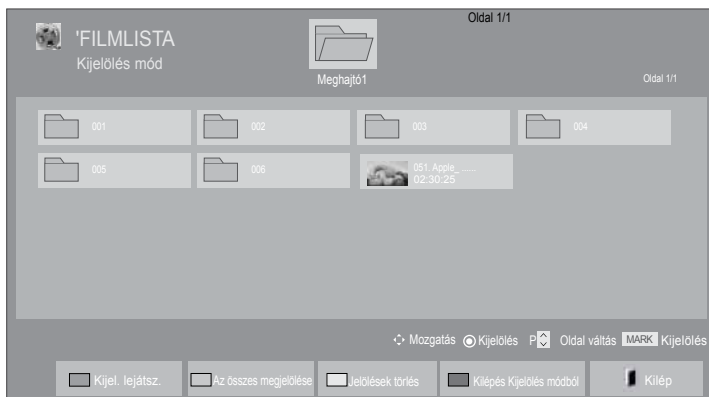 Oldal 1/1
'FILMLISTA
Kijelölés mód
Meghajtó1
Oldal 1/1
001
002
003
004
005
006
051. Apple_ ......
02:30:25
Mozgatás Kijelölés P Oldal váltás MARK Kijelölés
Kijel. lejátsz. Az összes megjelölése Jelölések törlés Kilépés Kijelölés módból Kilép